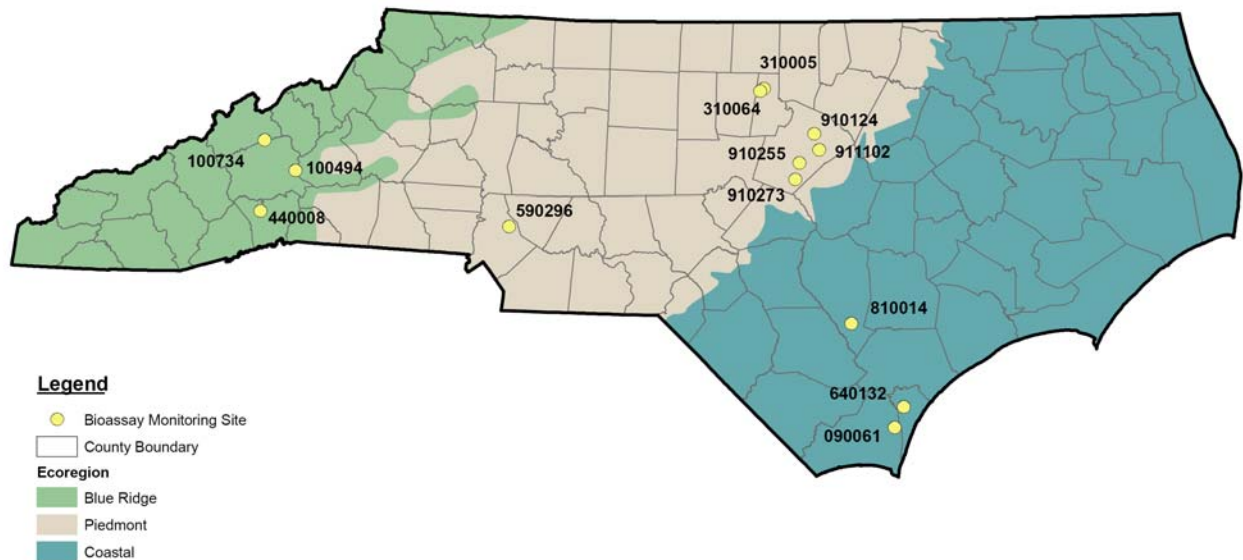 310005
310064
910124
100734
910255
911102
100494
910273
440008
590296
810014
640132
090061
Legend
Bioassay Monitoring Site
County Boundary
Ecoregion
Blue Ridge
Piedmont
Coastal